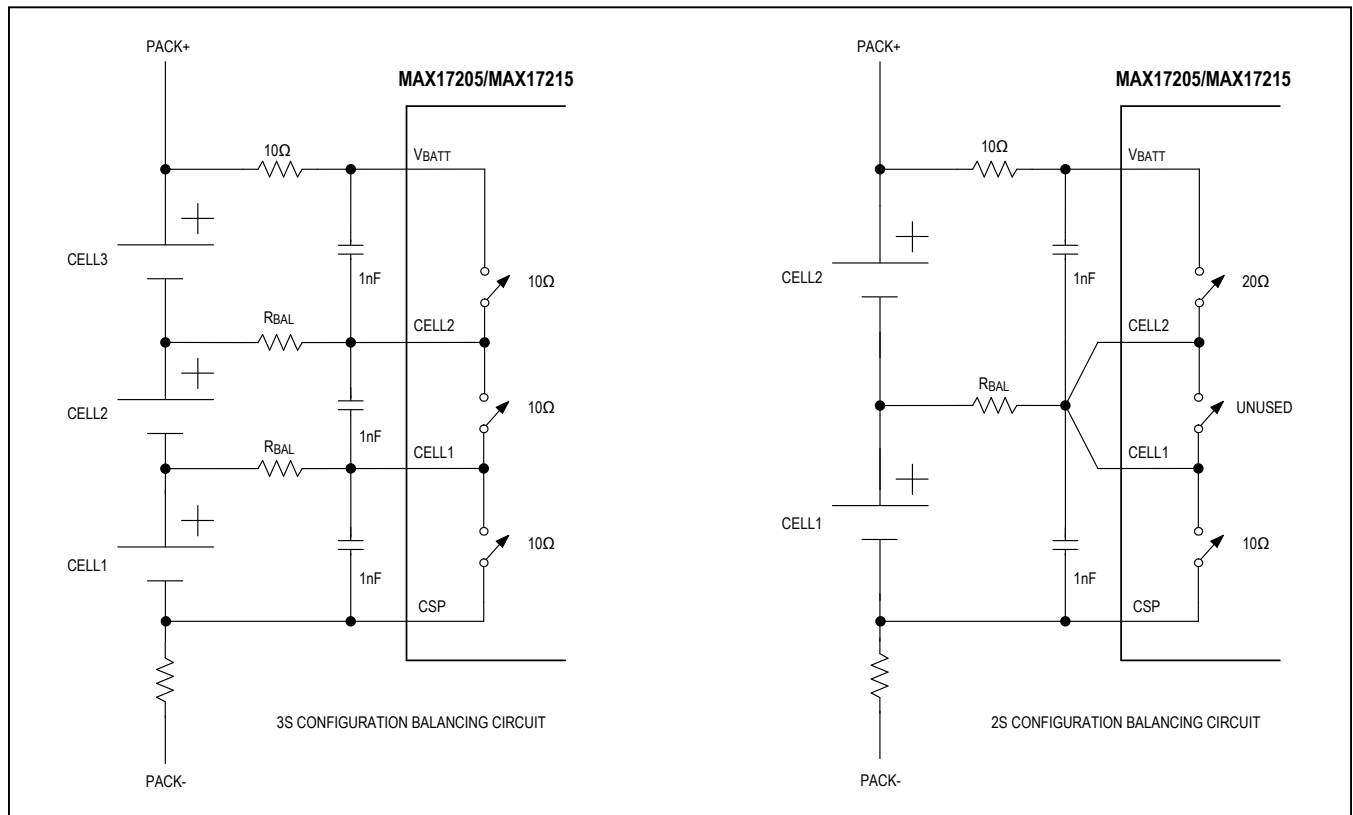 PACK+
MAX17205/MAX17215
10Ω
VBATT
CELL3
1nF
10Ω
RBAL
CELL2
CELL2
1nF
10Ω
RBAL
CELL1
CELL1
1nF
10Ω
CSP
3S CONFIGURATION BALANCING CIRCUIT
PACK-
PACK+
MAX17205/MAX17215
10Ω
VBATT
CELL2
1nF
20Ω
CELL2
RBAL
UNUSED
CELL1
CELL1
1nF
10Ω
CSP
2S CONFIGURATION BALANCING CIRCUIT
PACK-